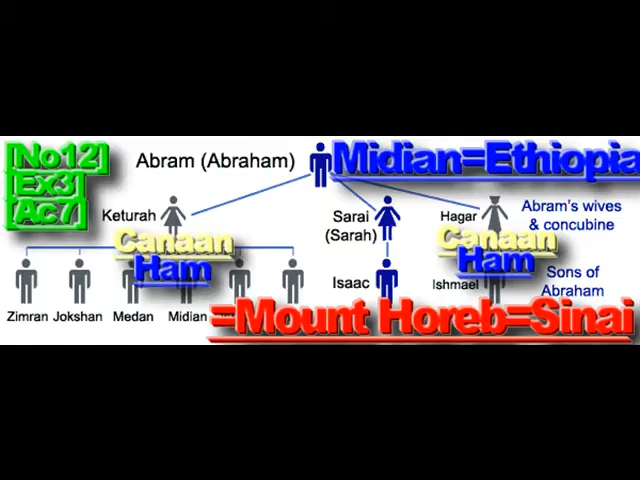 [No12]
[Ex3]
[Ac7]
Abram (Abraham)
Midian=Ethiopia
Keturah
Sarai
(Sarah)
Hagar
Abram's wives
& concubine
Canaan
Ham
Canaan
Ham
Isaac
Ishmael
Sons of
Abraham
Zimran Jokshan Medan Midian
=Mount Horeb=Sinai